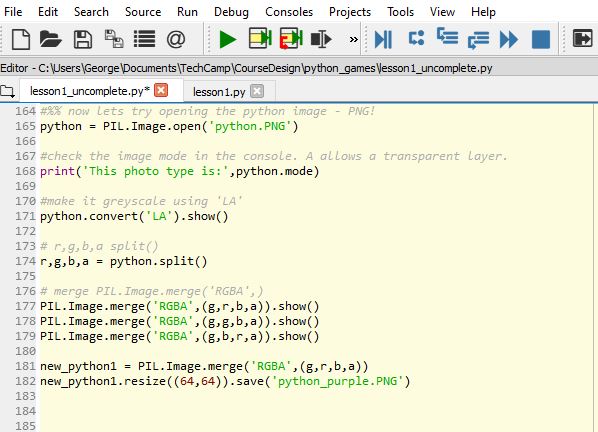 File Edit Search Source Run Debug Consoles Projects Tools View Help
Editor - C:\Users\George\Documents\TechCamp\CourseDesign\python_games\lesson1_uncomplete.py
lesson1_uncomplete.py* lesson1.py
164 #%% now lets try opening the python image - PNG!
165 python = PIL.Image.open('python.PNG')
166
167 #check the image mode in the console. A allows a transparent layer.
168 print('This photo type is:',python.mode)
169
170 #make it greyscale using 'LA'
171 python.convert('LA').show()
172
173 # r,g,b,a split()
174 r,g,b,a = python.split()
175
176 # merge PIL.Image.merge('RGBA',)
177 PIL.Image.merge('RGBA',(g,r,b,a)).show()
178 PIL.Image.merge('RGBA',(g,g,b,a)).show()
179 PIL.Image.merge('RGBA',(g,b,r,a)).show()
180
181 new_python1 = PIL.Image.merge('RGBA',(g,r,b,a))
182 new_python1.resize((64,64)).save('python_purple.PNG')
183
184
185